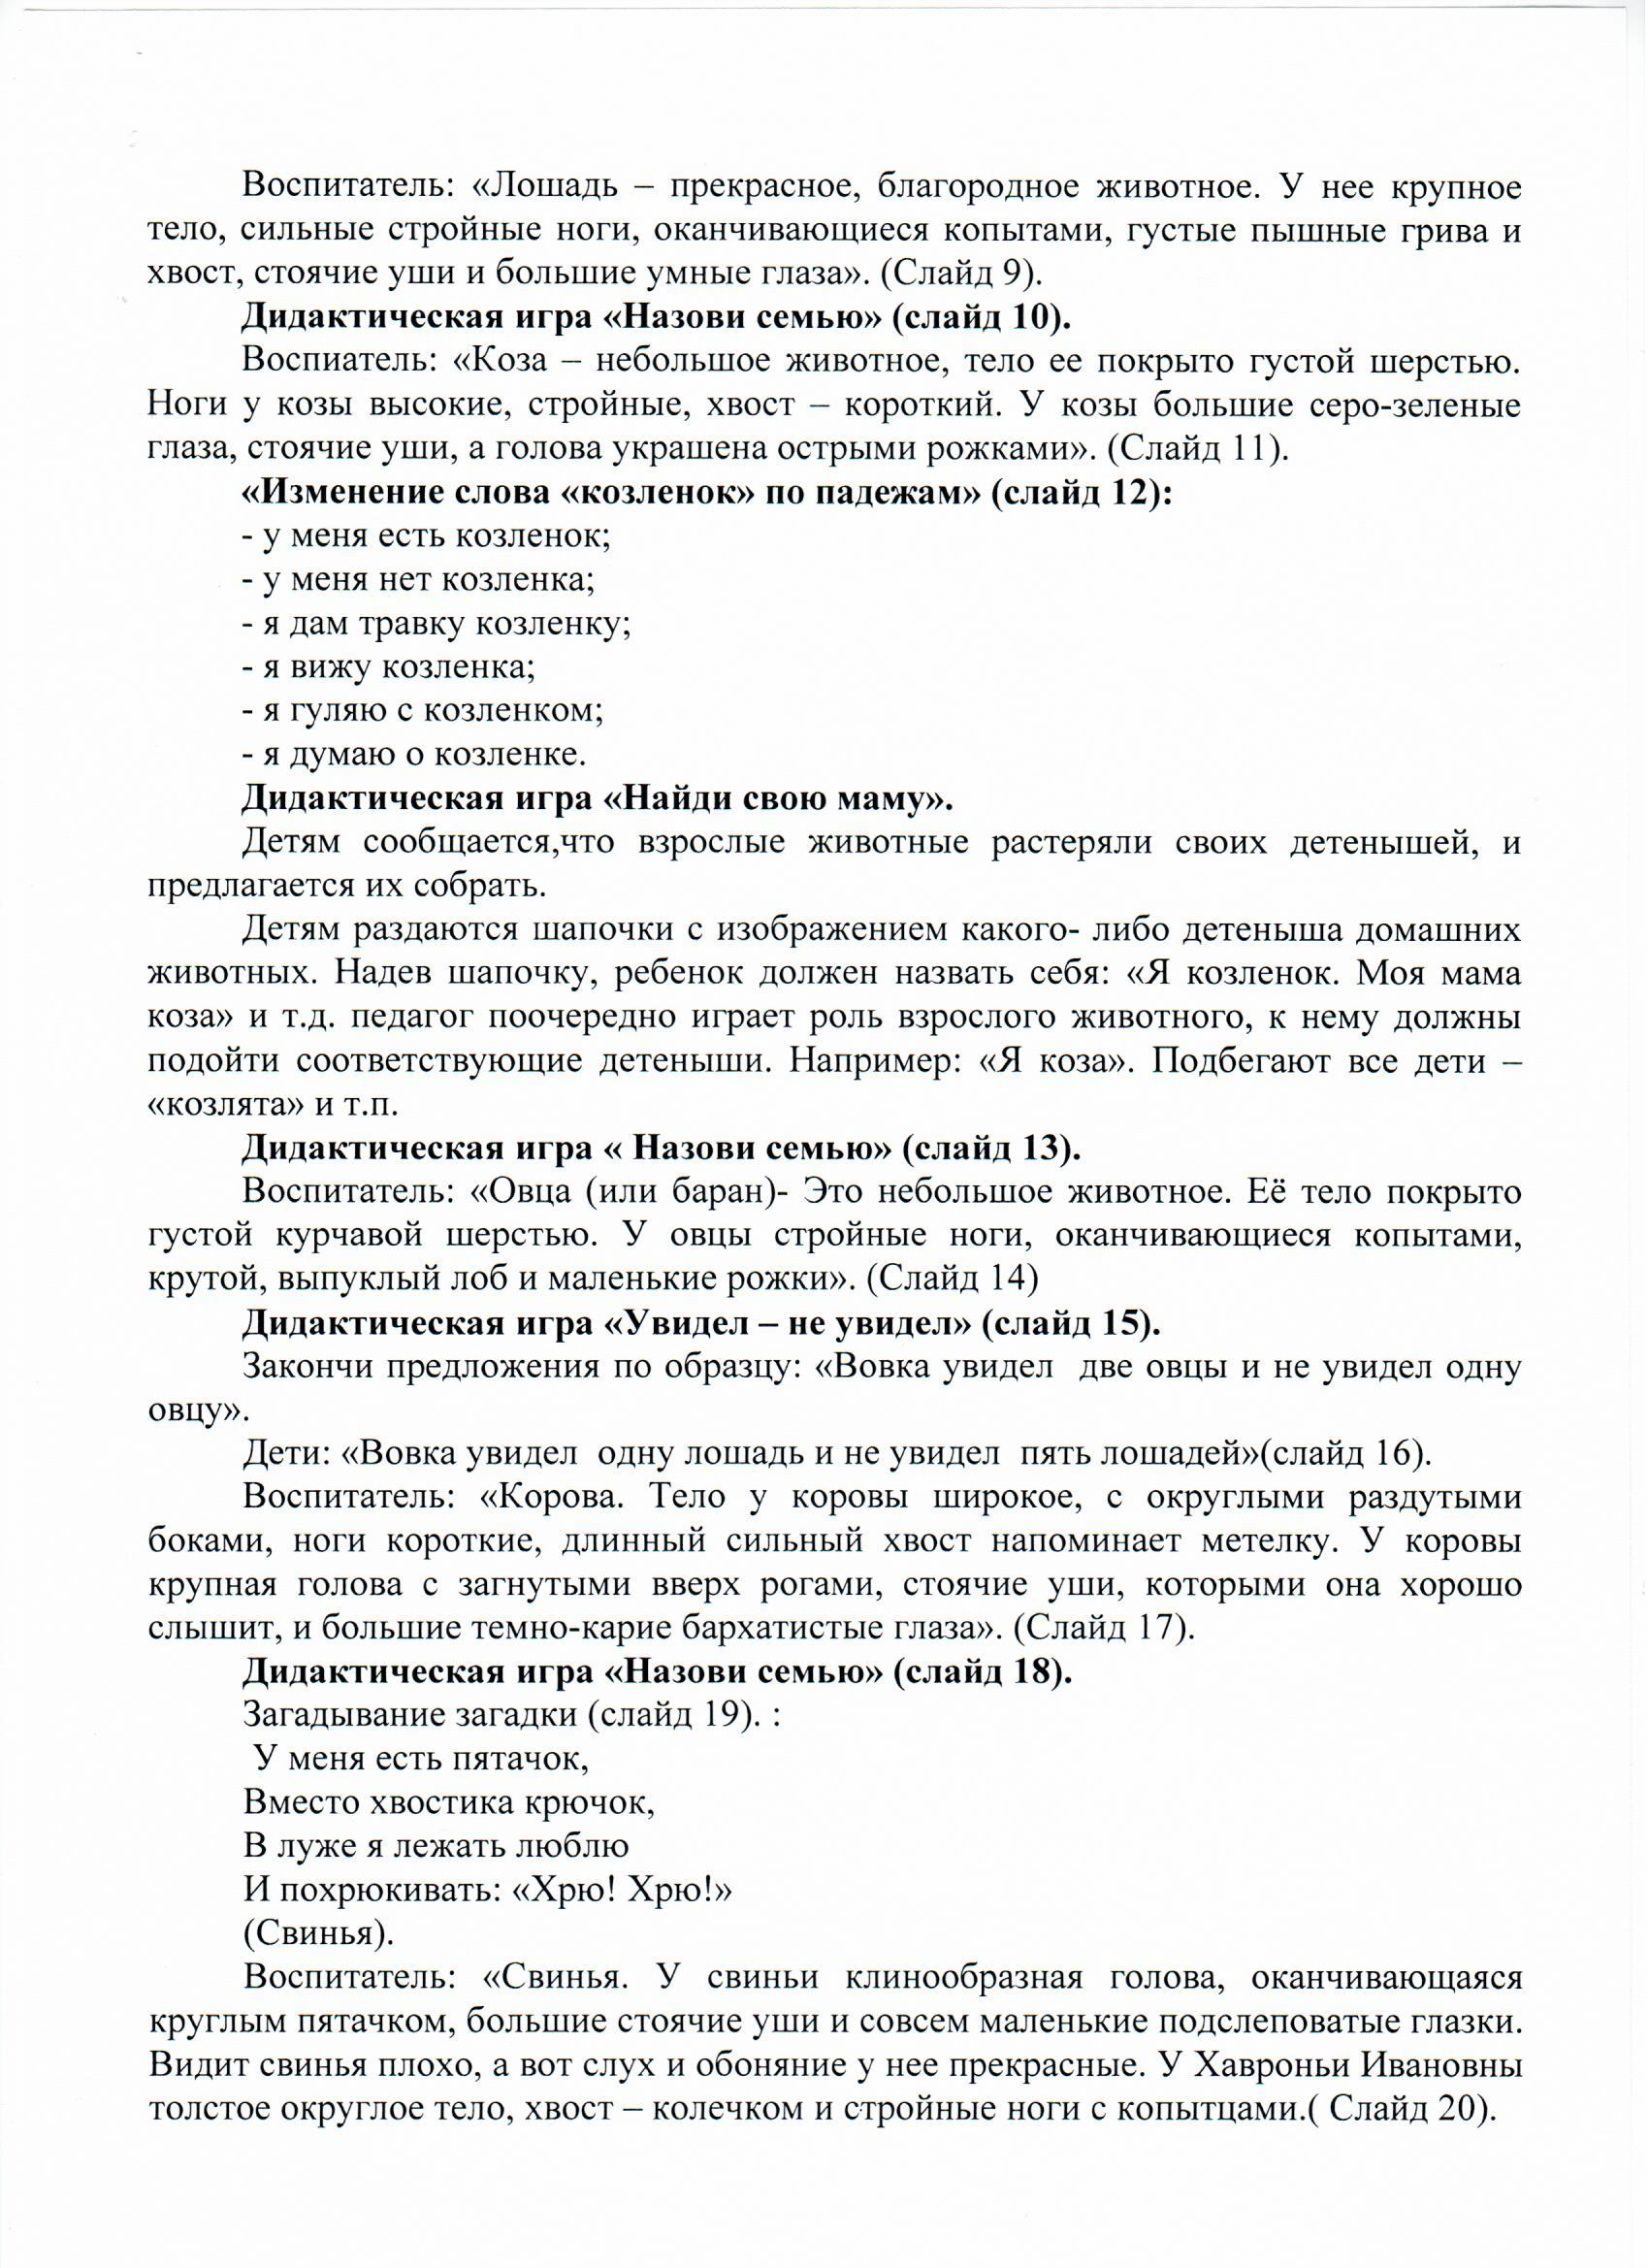 Воспитатель: «Лошадь – прекрасное, благородное животное. У нее крупное
тело, сильные стройные ноги, оканчивающиеся копытами, густые пышные грива и
хвост, стоячие уши и большие умные глаза». (Слайд 9).
Дидактическая игра «Назови семью» (слайд 10).
Воспиатель: «Коза – небольшое животное, тело ее покрыто густой шерстью.
Ноги у козы высокие, стройные, хвост – короткий. У козы большие серо-зеленые
глаза, стоячие уши, а голова украшена острыми рожками». (Слайд 11).
«Изменение слова «козленок» по падежам» (слайд 12):
- у меня есть козленок;
- у меня нет козленка;
- я дам травку козленку;
- я вижу козленка;
- я гуляю с козленком;
- я думаю о козленке.
Дидактическая игра «Найди свою маму».
Детям сообщается,что взрослые животные растеряли своих детенышей, и
предлагается их собрать.
Детям раздаются шапочки с изображением какого- либо детеныша домашних
животных. Надев шапочку, ребенок должен назвать себя: «Я козленок. Моя мама
коза» и т.д. педагог поочередно играет роль взрослого животного, к нему должны
подойти соответствующие детеныши. Например: «Я коза». Подбегают все дети –
«козлята» и т.п.
Дидактическая игра « Назови семью» (слайд 13).
Воспитатель: «Овца (или баран)- Это небольшое животное. Её тело покрыто
густой курчавой шерстью. У овцы стройные ноги, оканчивающиеся копытами,
крутой, выпуклый лоб и маленькие рожки». (Слайд 14)
Дидактическая игра «Увидел – не увидел» (слайд 15).
Закончи предложения по образцу: «Вовка увидел  две овцы и не увидел одну
овцу».
Дети: «Вовка увидел  одну лошадь и не увидел  пять лошадей»(слайд 16).
Воспитатель: «Корова. Тело у коровы широкое, с округлыми раздутыми
боками, ноги короткие, длинный сильный хвост напоминает метелку. У коровы
крупная голова с загнутыми вверх рогами, стоячие уши, которыми она хорошо
слышит, и большие темно-карие бархатистые глаза». (Слайд 17).
Дидактическая игра «Назови семью» (слайд 18).
Загадывание загадки (слайд 19). :
У меня есть пятачок,
Вместо хвостика крючок,
В луже я лежать люблю
И похрюкивать: «Хрю! Хрю!»
(Свинья).
Воспитатель: «Свинья. У свиньи клинообразная голова, оканчивающаяся
круглым пятачком, большие стоячие уши и совсем маленькие подслеповатые глазки.
Видит свинья плохо, а вот слух и обоняние у нее прекрасные. У Хавроньи Ивановны
толстое округлое тело, хвост – колечком и стройные ноги с копытцами.( Слайд 20).